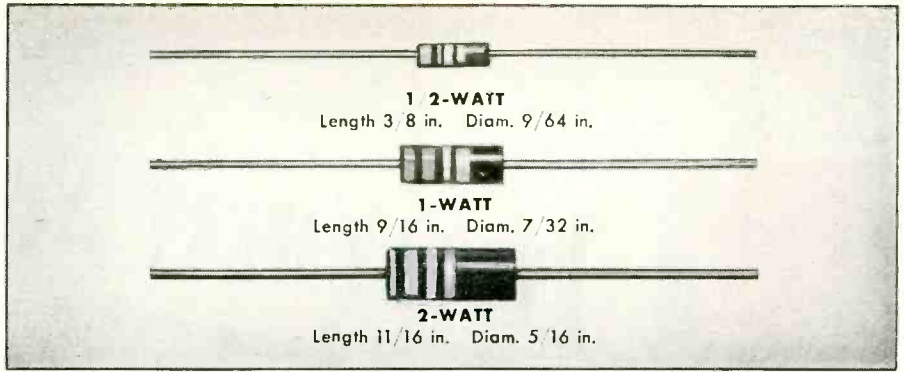 1/2-WATT
Length 3/8 in. Diam. 9/64 in.
1-WATT
Length 9/16 in. Diam. 7/32 in.
2-WATT
Length 11/16 in. Diam. 5/16 in.